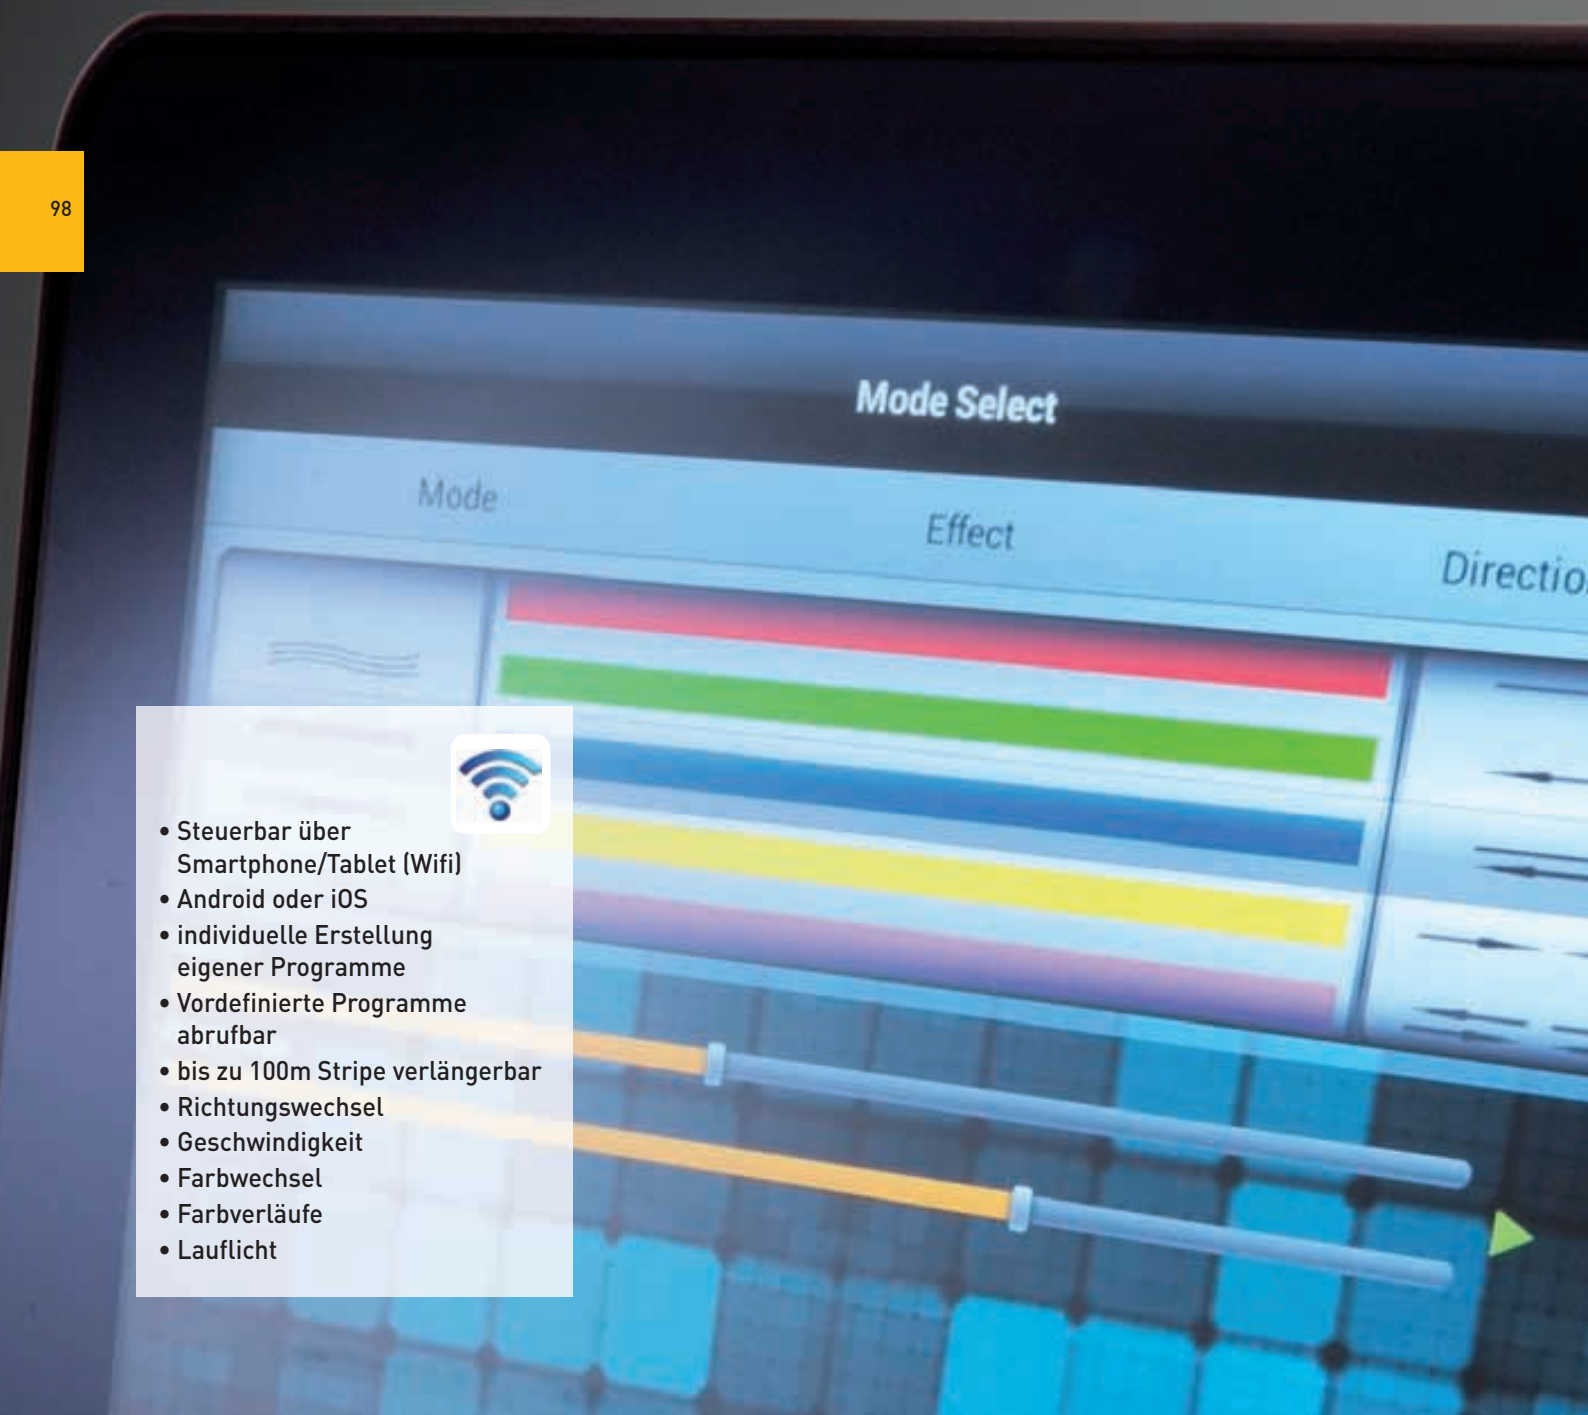 98
Mode Select
Mode
Effect
• Steuerbar über
Smartphone/Tablet (Wifi)
• Android oder iOS
• individuelle Erstellung
eigener Programme
• Vordefinierte Programme
abrufbar
• bis zu 100m Stripe verlängerbar
• Richtungswechsel
• Geschwindigkeit
• Farbwechsel
• Farbverläufe
• Lauflicht